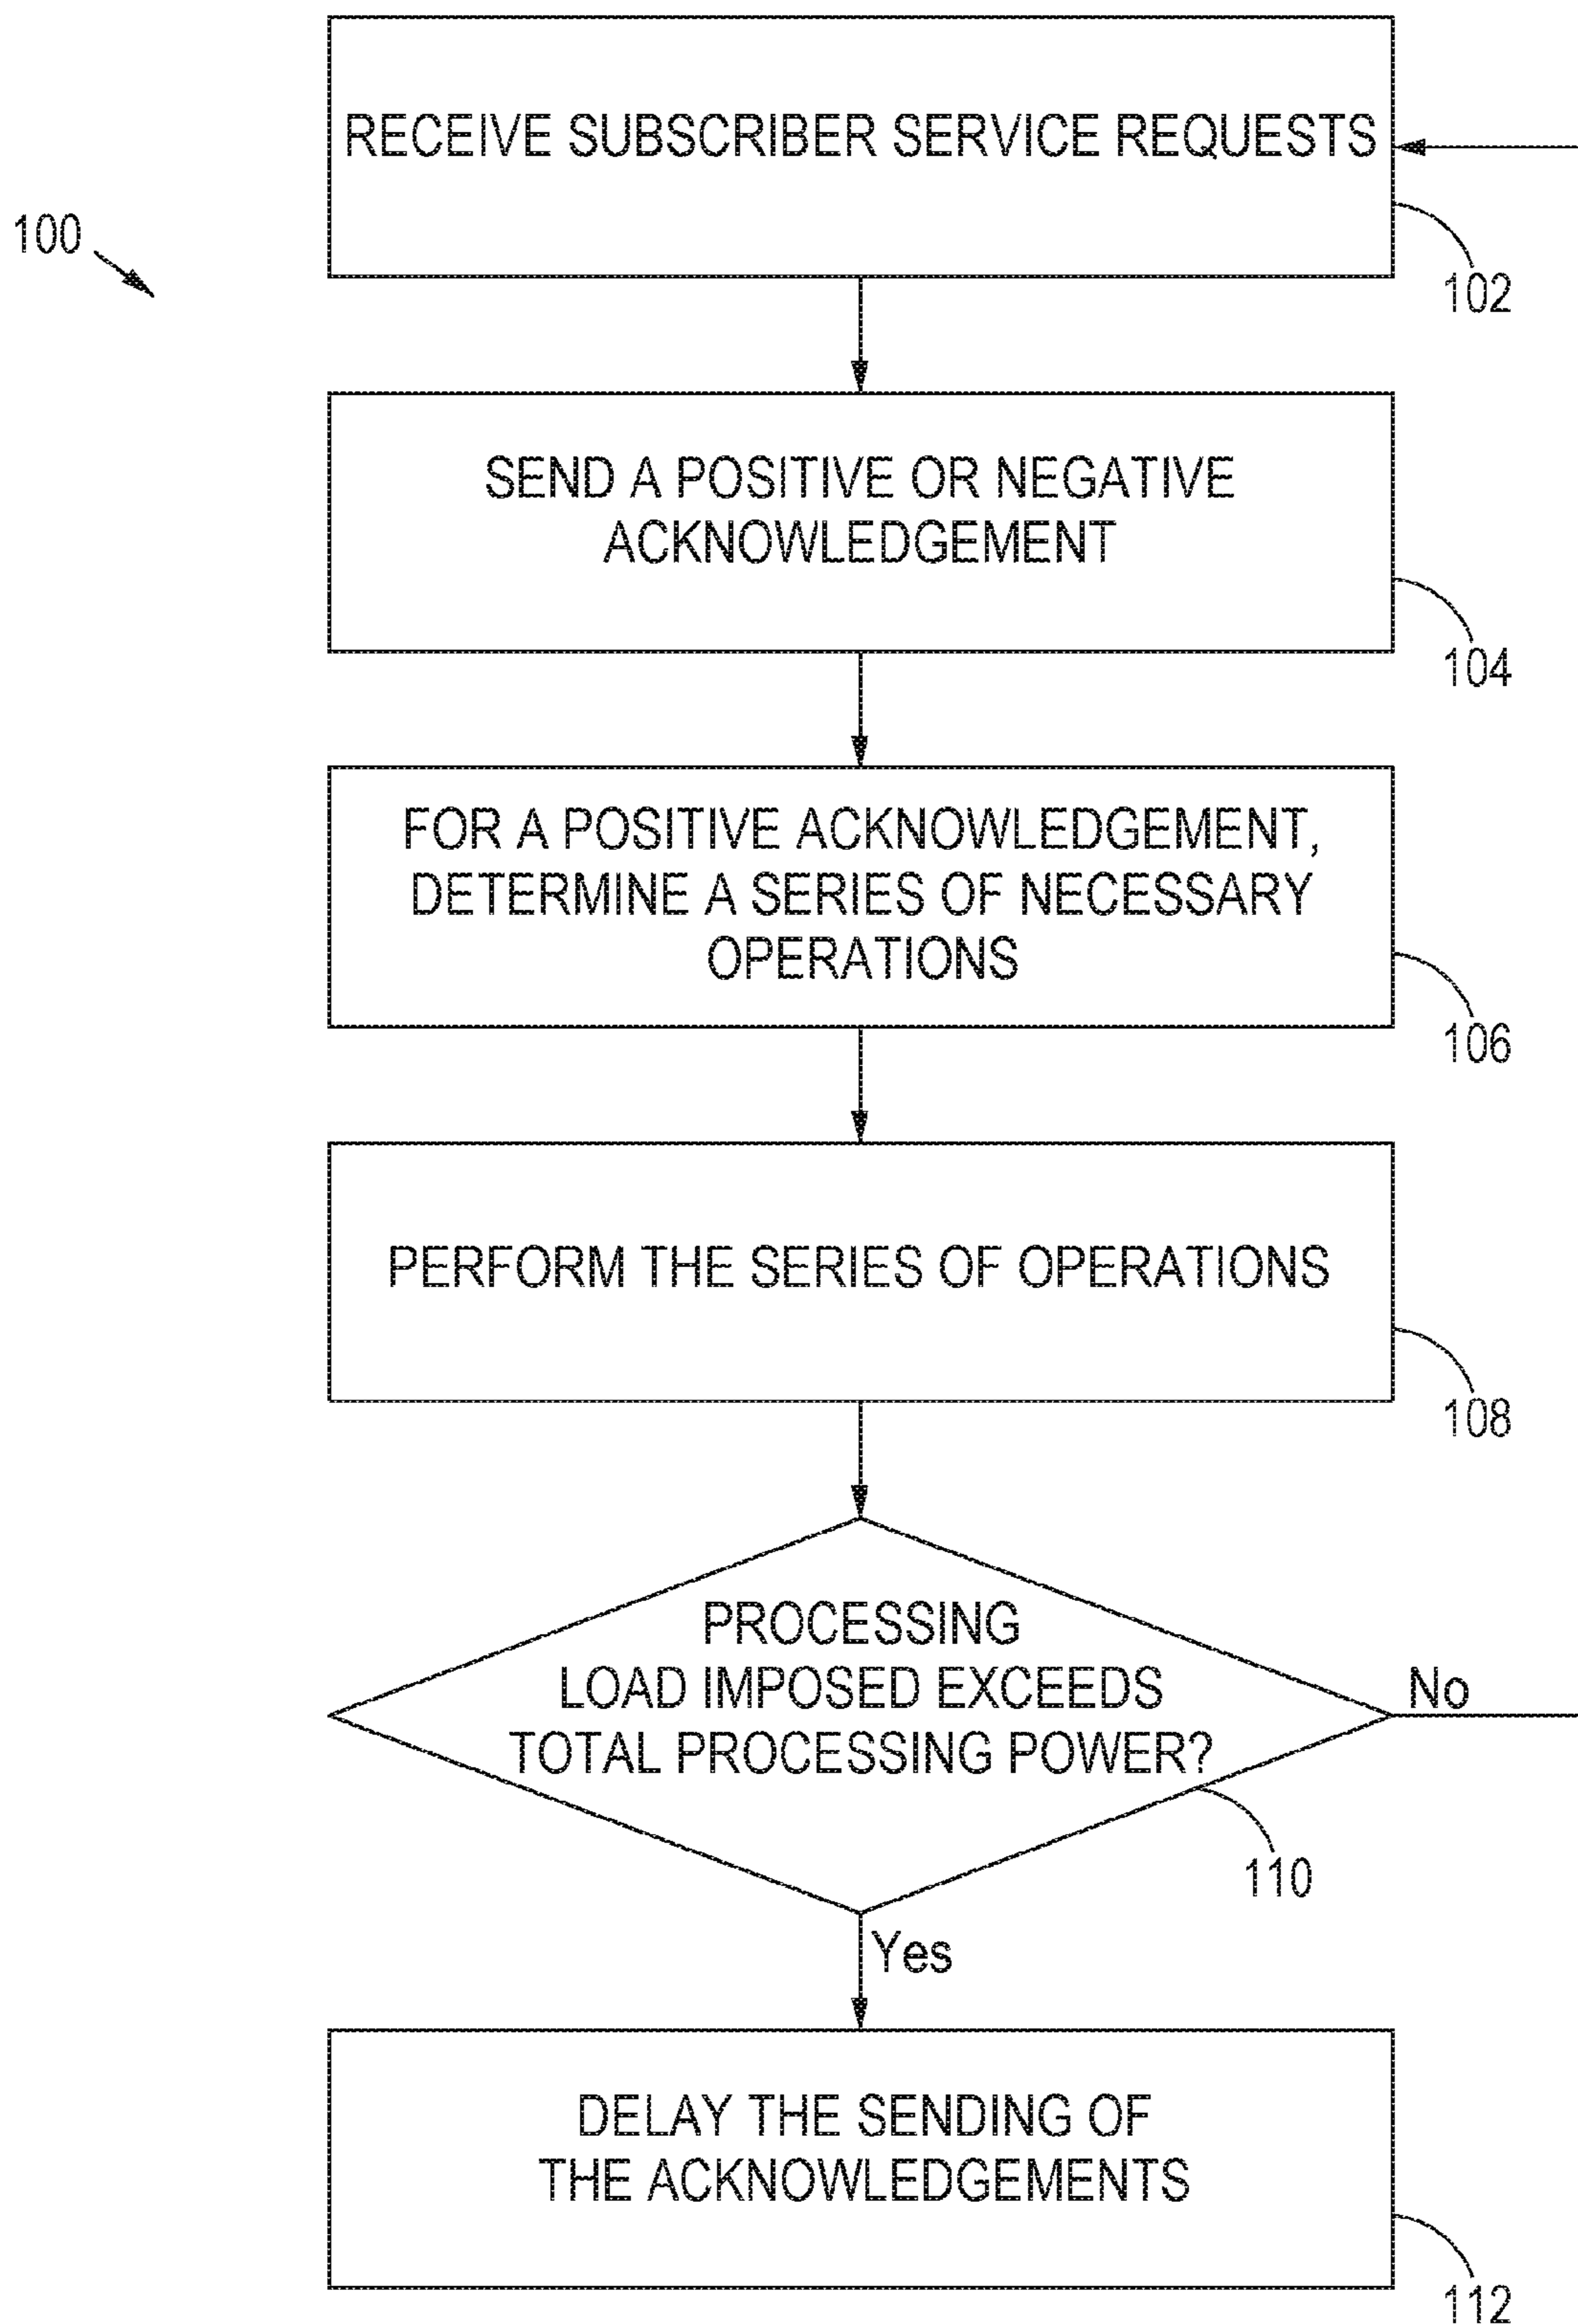 RECEIVE SUBSCRIBER SERVICE REQUESTS
100
102
SEND A POSITIVE OR NEGATIVE
ACKNOWLEDGEMENT
104
FOR A POSITIVE ACKNOWLEDGEMENT,
DETERMINE A SERIES OF NECESSARY
OPERATIONS
106
PERFORM THE SERIES OF OPERATIONS
108
PROCESSING
LOAD IMPOSED EXCEEDS
TOTAL PROCESSING POWER?
No
110
Yes
DELAY THE SENDING OF
THE ACKNOWLEDGEMENTS
112